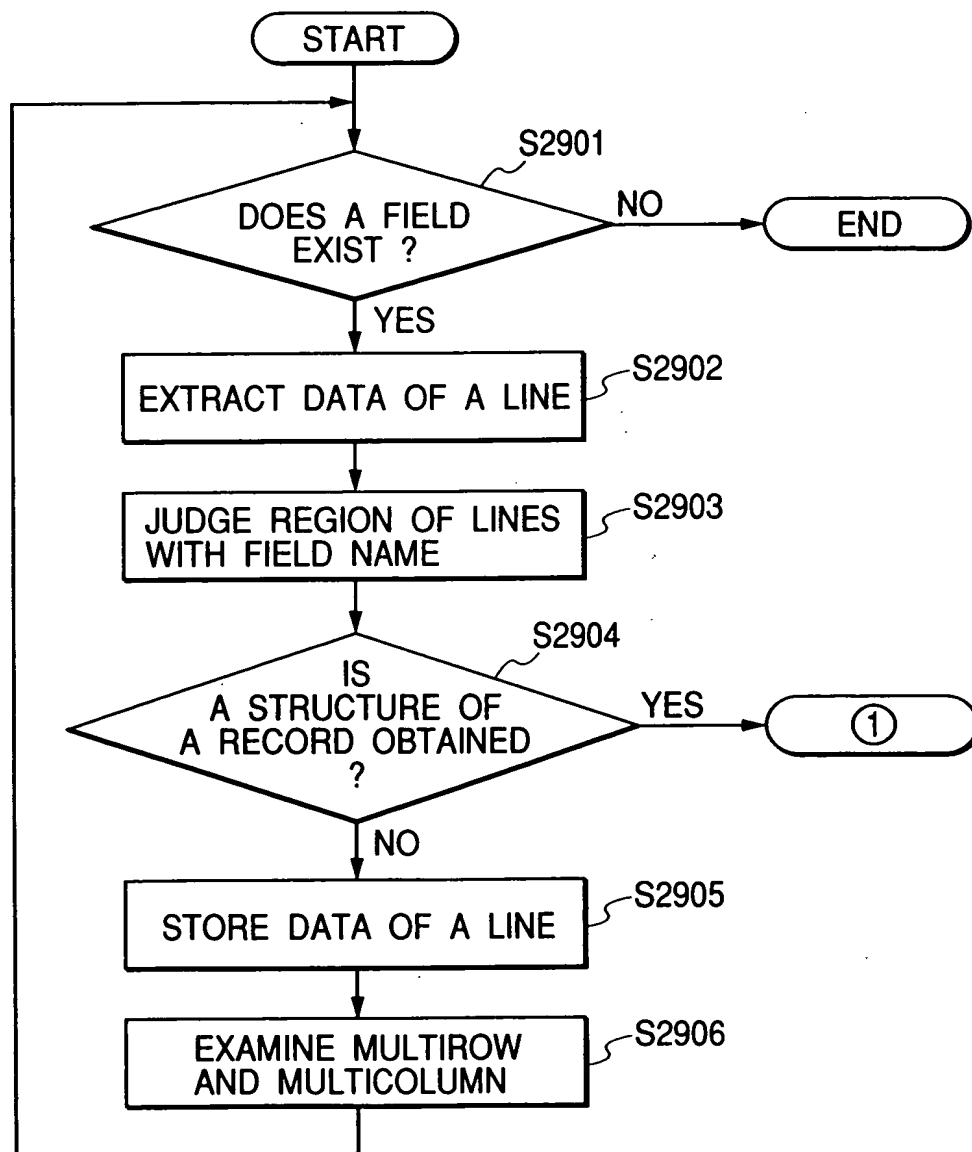 START
S2901
DOES A FIELD
EXIST ?
NO
END
YES
EXTRACT DATA OF A LINE
S2902
JUDGE REGION OF LINES
WITH FIELD NAME
S2903
S2904
IS
A STRUCTURE OF
A RECORD OBTAINED
?
YES
1
NO
STORE DATA OF A LINE
S2905
EXAMINE MULTIROW
AND MULTICOLUMN
S2906